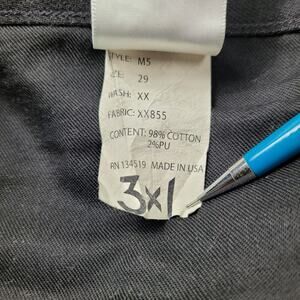 STYLE: M5
SIZE: 29
WASH: XX
FABRIC: XX855
CONTENT: 98% COTTON
2%PU
RN 134519 MADE IN USA
3x1